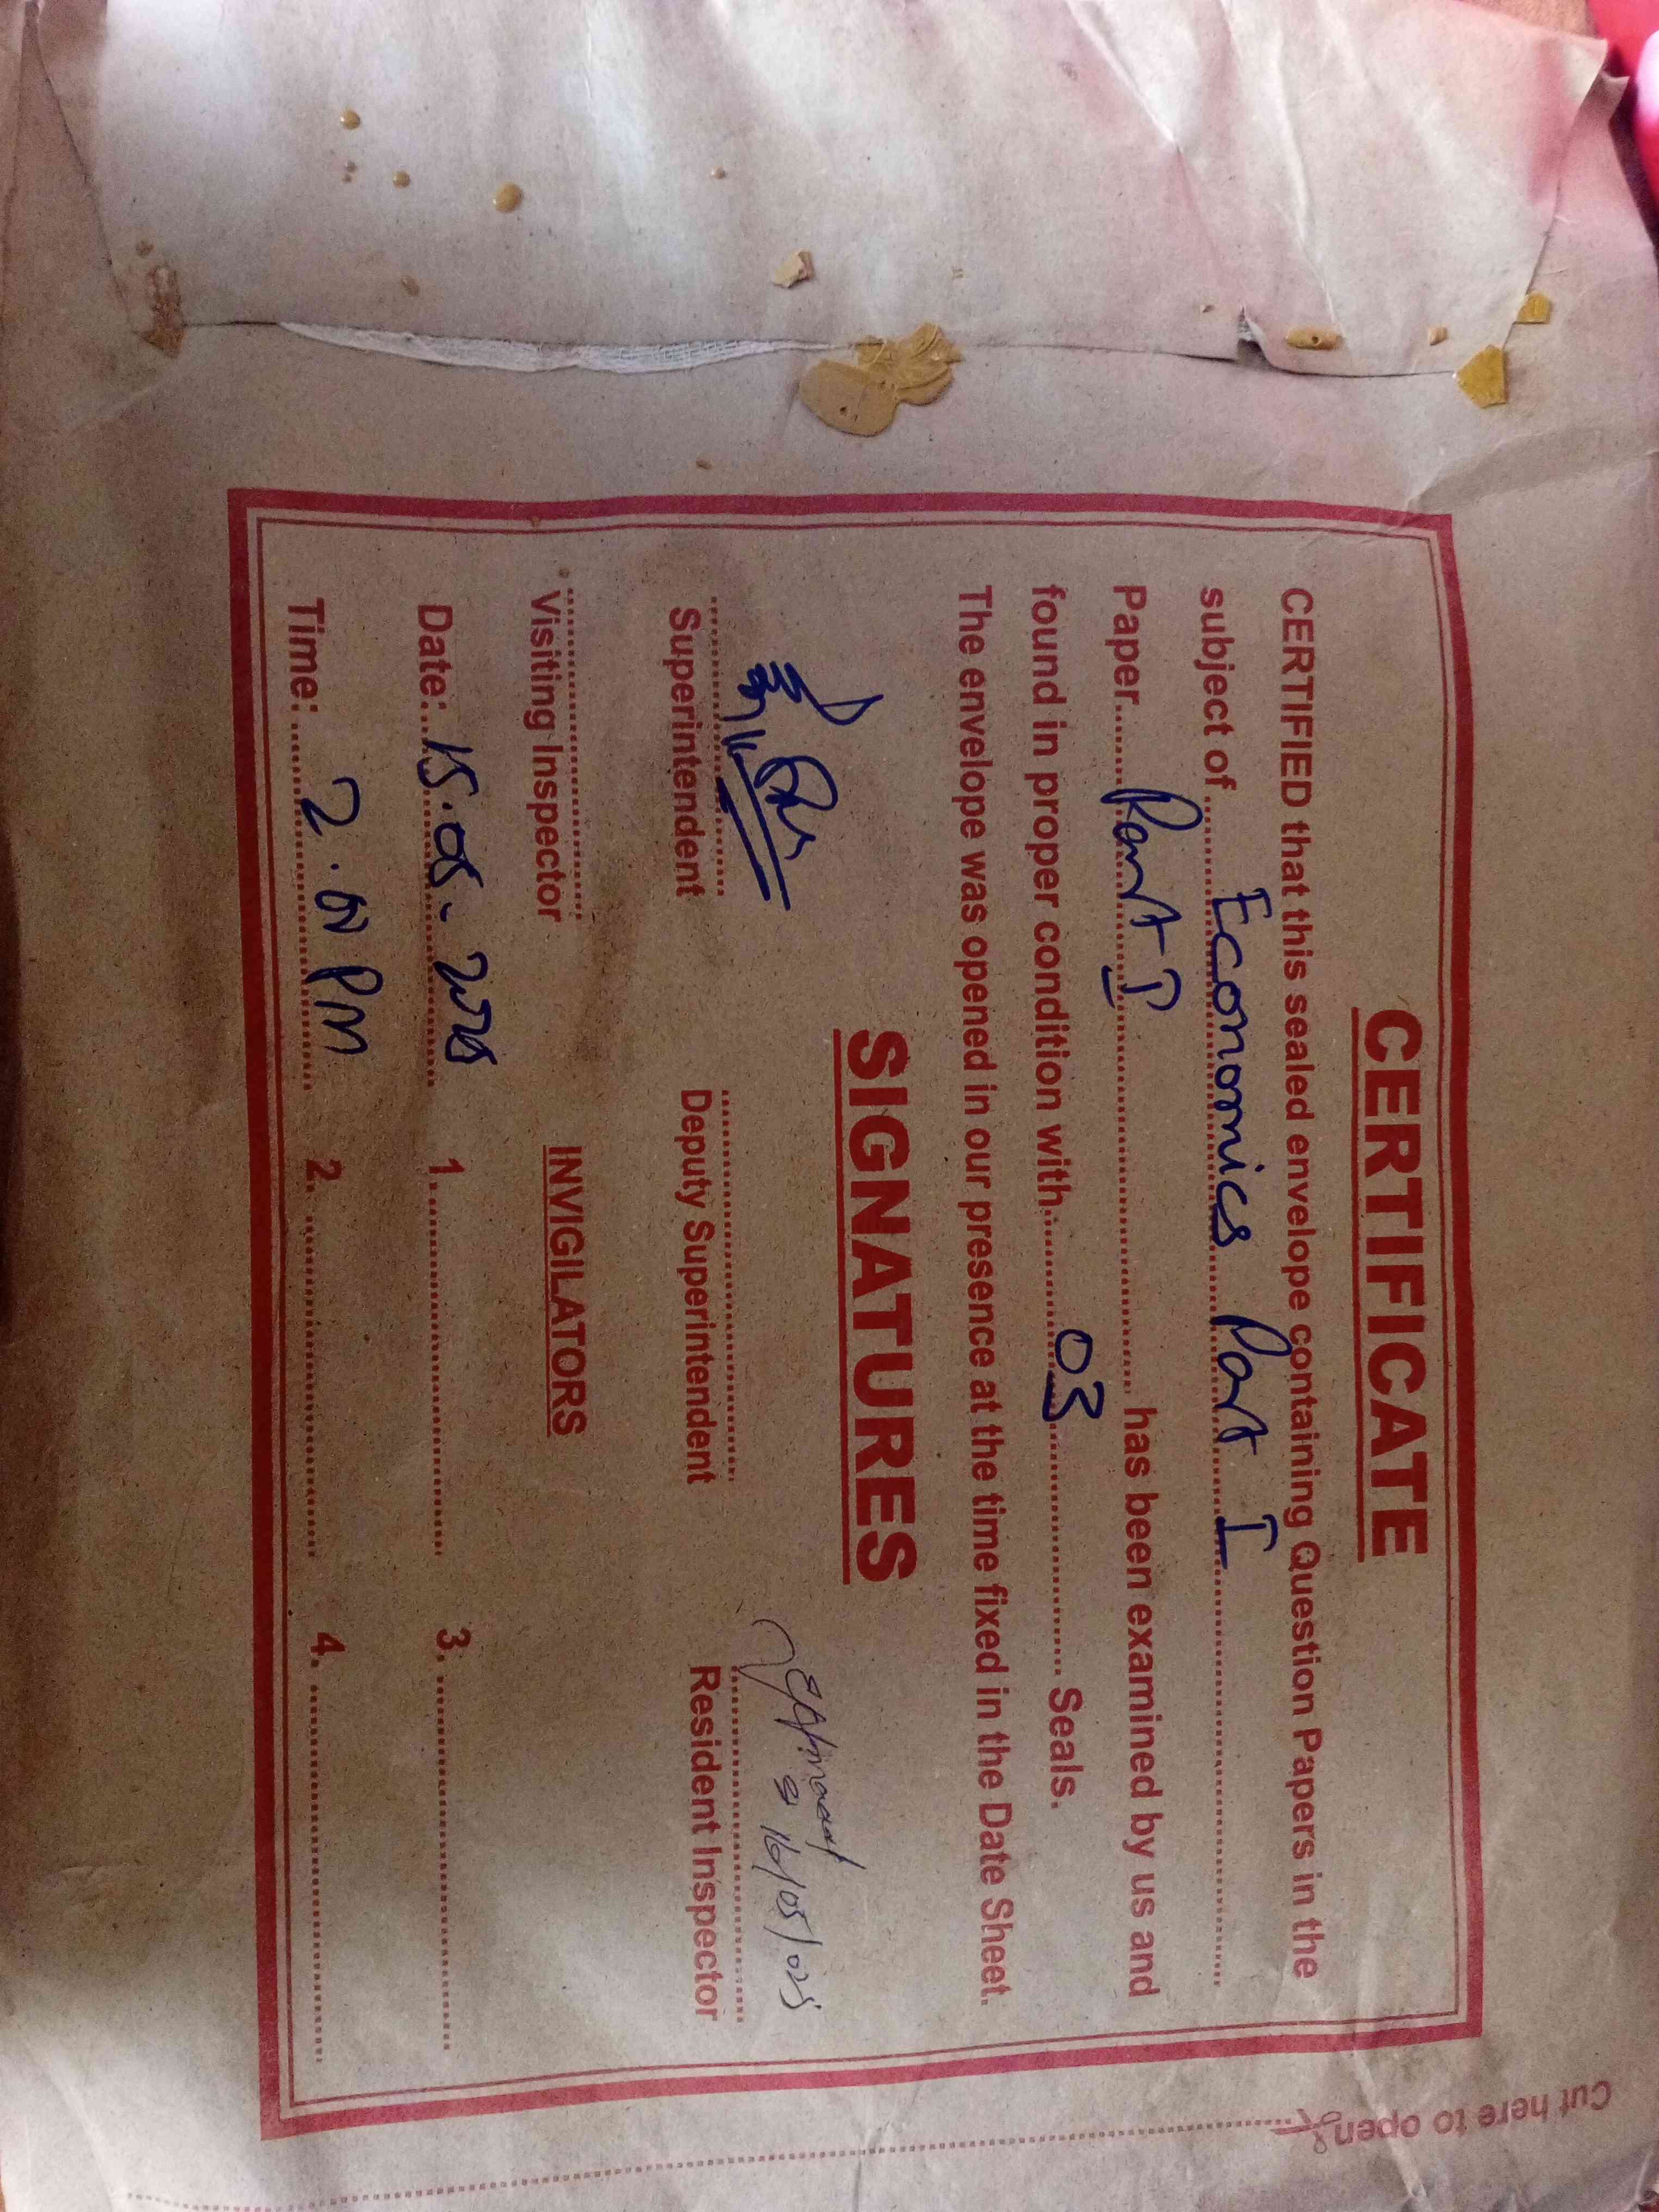 CERTIFICATE
CERTIFIED that this sealed envelope containing Question Papers in the
subject of.......Economics Part I.......
Paper.......Part I....... has been examined by us and
found in proper condition with.......03....... Seals.
The envelope was opened in our presence at the time fixed in the Date Sheet.
SIGNATURES
16/05/025
Superintendent Deputy Superintendent Resident Inspector
Visiting Inspector INVIGILATORS
Date: 15.05.2025 1. 3.
Time: 2.00 PM 2. 4.
Cut here to open